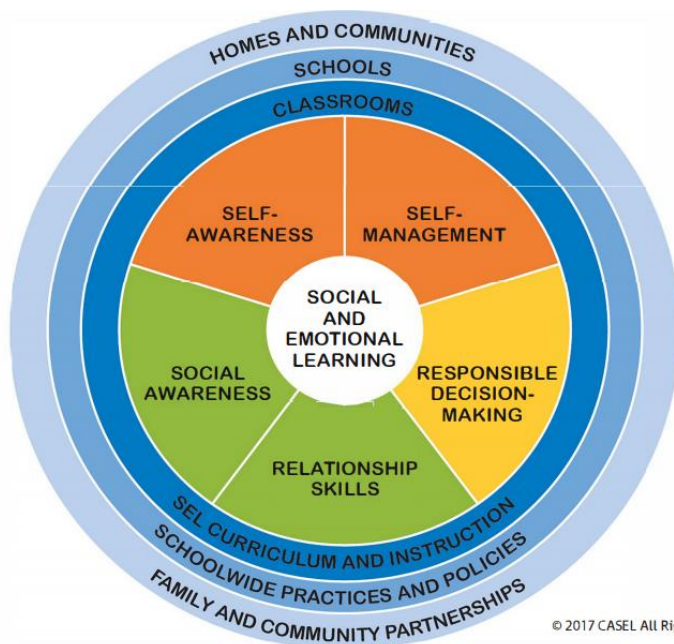 HOMES AND COMMUNITIES
SCHOOLS
CLASSROOMS
SELF-
AWARENESS
SELF-
MANAGEMENT
SOCIAL
AND
EMOTIONAL
LEARNING
SOCIAL
AWARENESS
RESPONSIBLE
DECISION-
MAKING
RELATIONSHIP
SKILLS
SEL CURRICULUM AND INSTRUCTION
SCHOOLWIDE PRACTICES AND POLICIES
FAMILY AND COMMUNITY PARTNERSHIPS
© 2017 CASEL All Ri